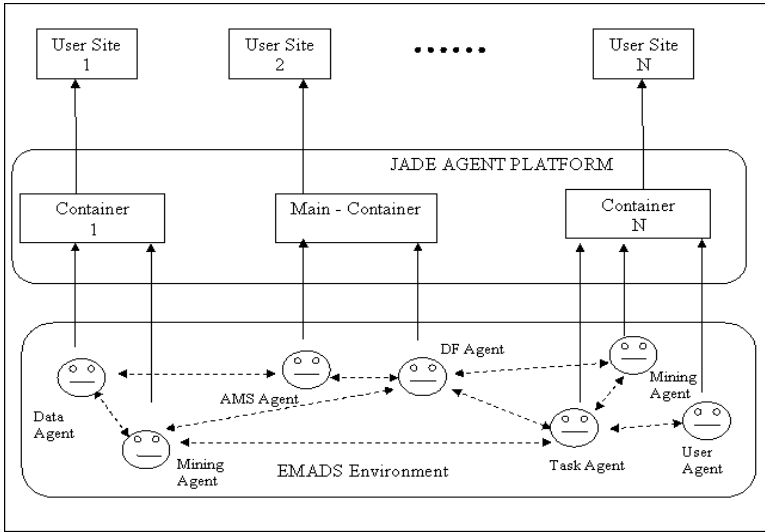 User Site
1
User Site
2
......
User Site
N
JADE AGENT PLATFORM
Container
1
Main - Container
Container
N
DF Agent
AMS Agent
Mining
Agent
Data
Agent
Mining
Agent
EMADS Environment
Task Agent
User
Agent